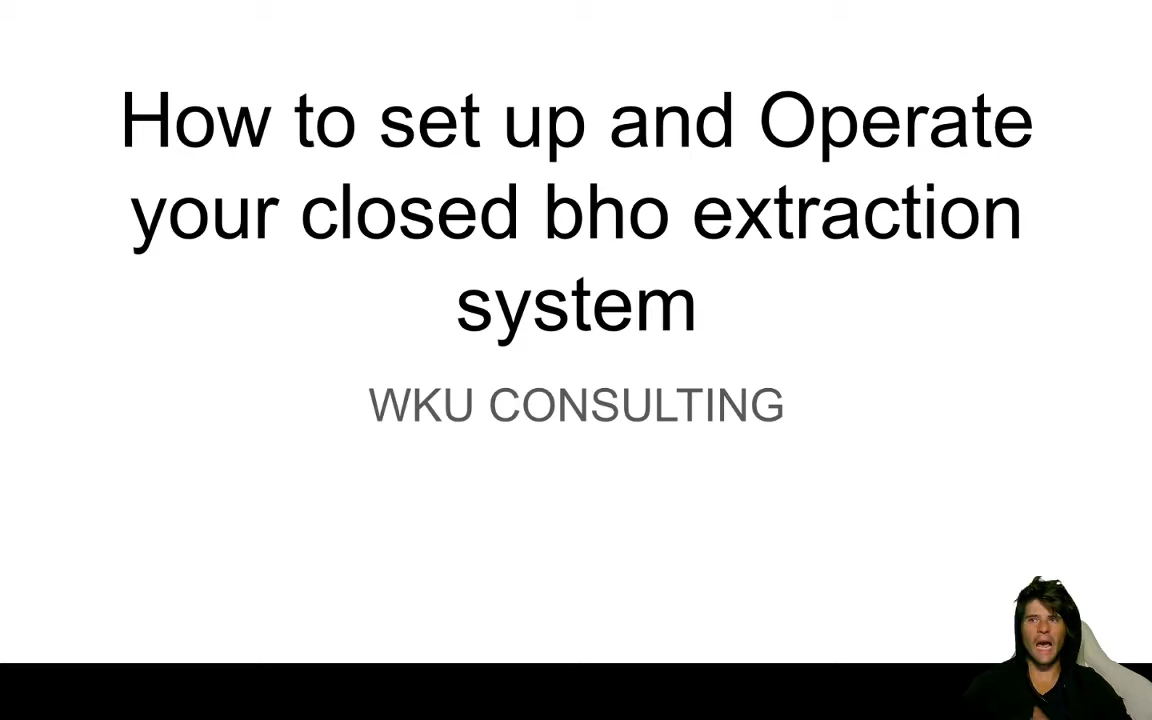 How to set up and Operate
your closed bho extraction
system
WKU CONSULTING